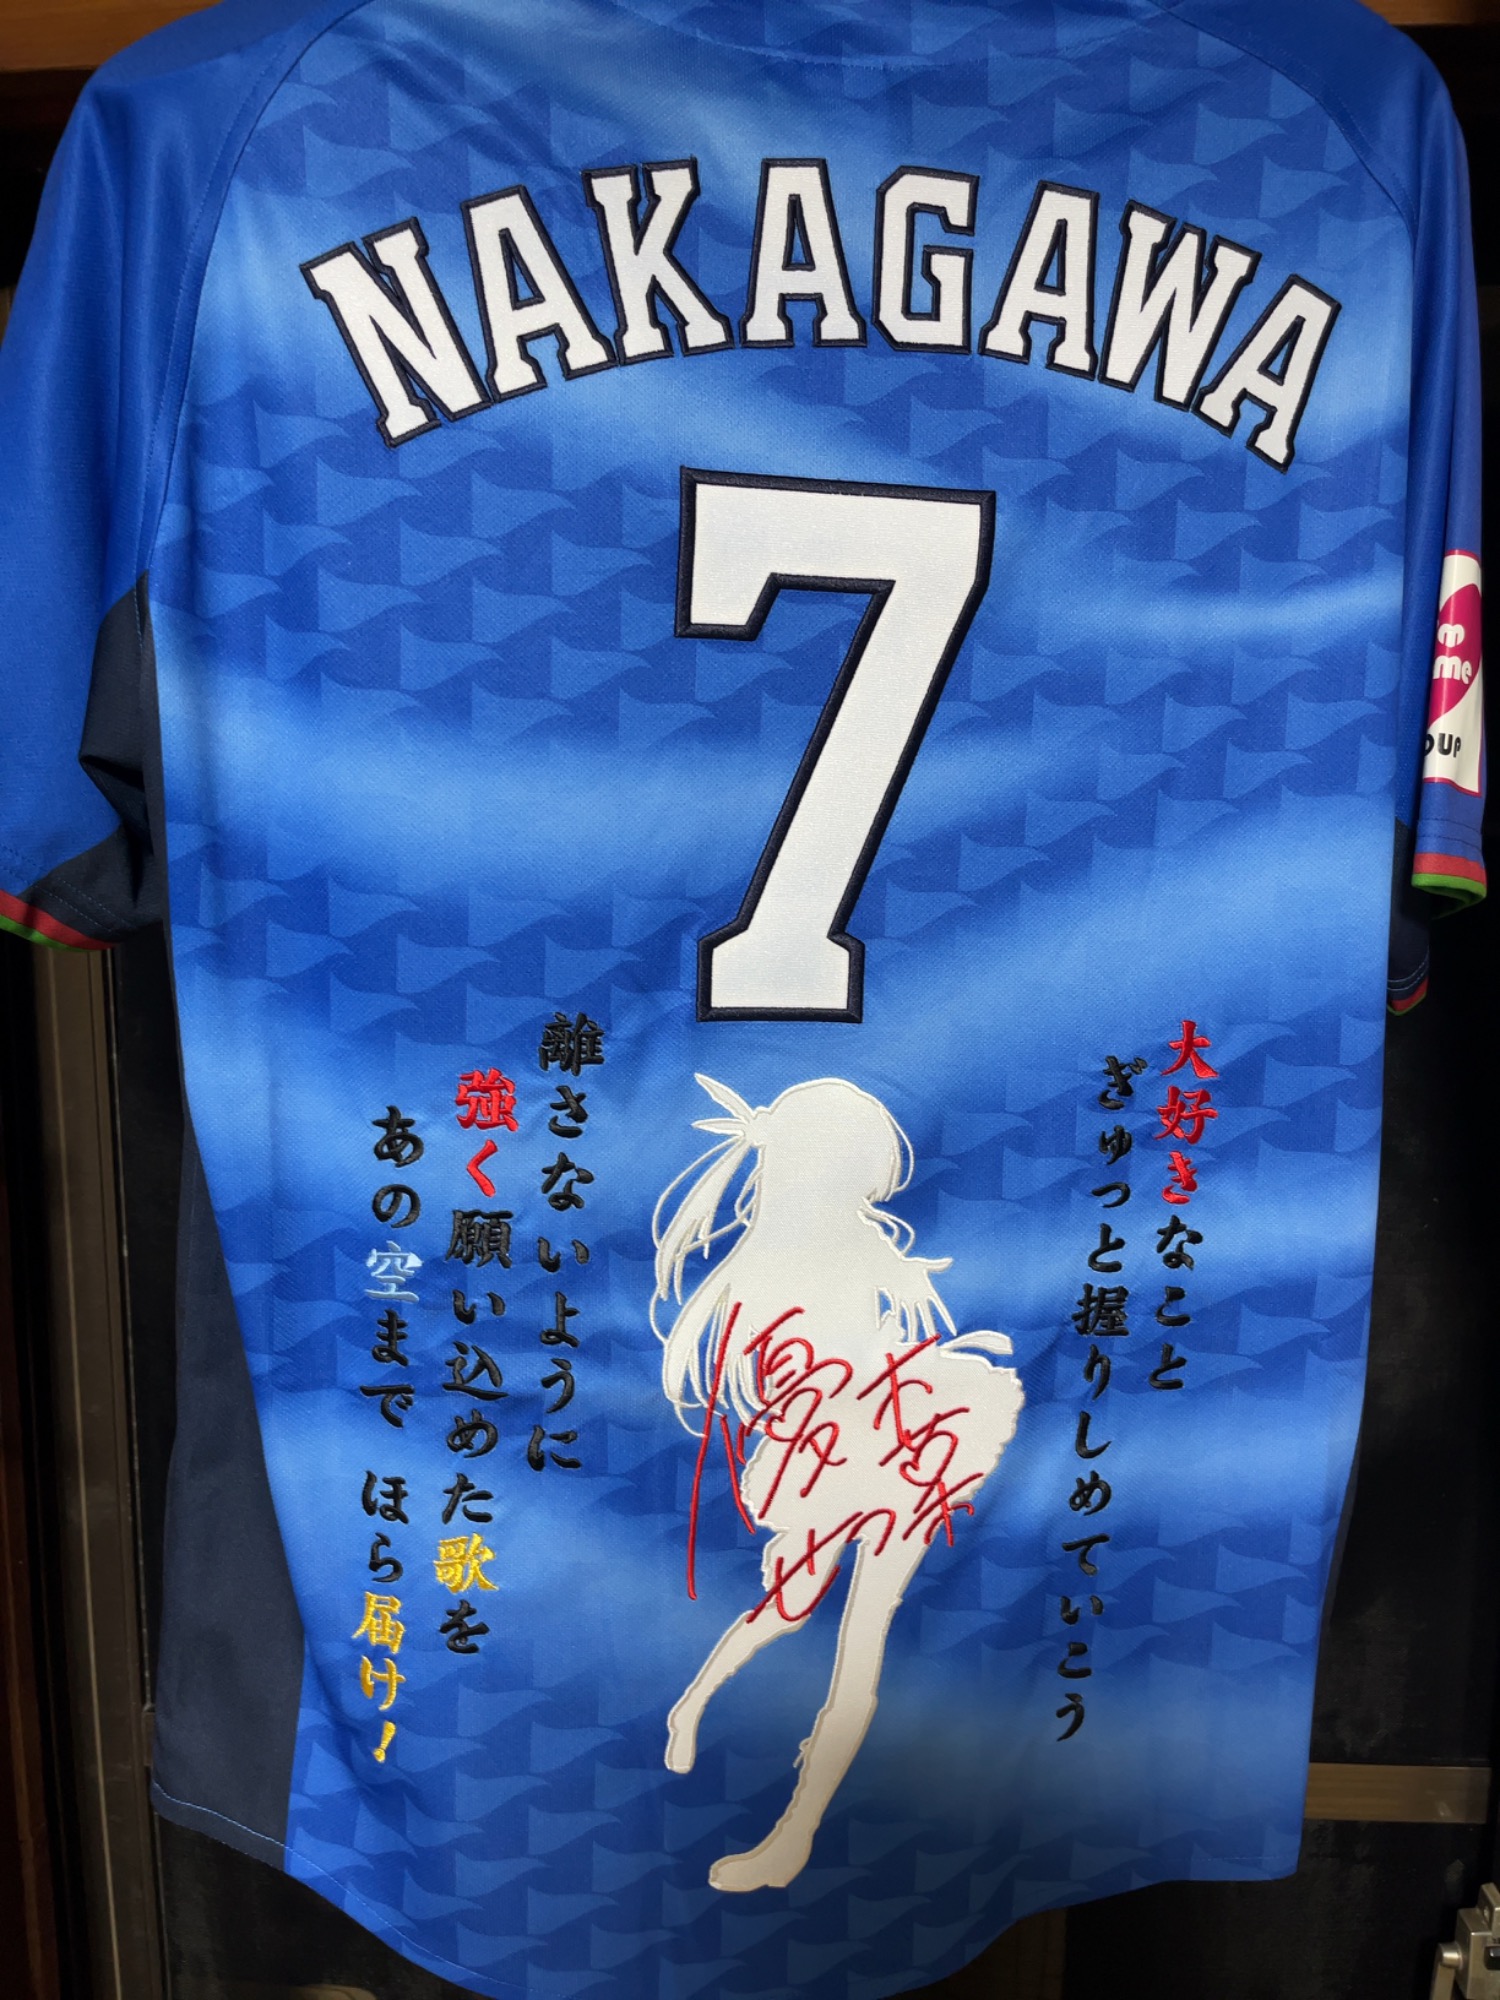 NAKAGAWA
7
大好きなこと
ぎゅっと握りしめていこう
離さないように
強く願い込めた歌を
あの空まで ほら届け!
優木
せつ菜
m
me
UP